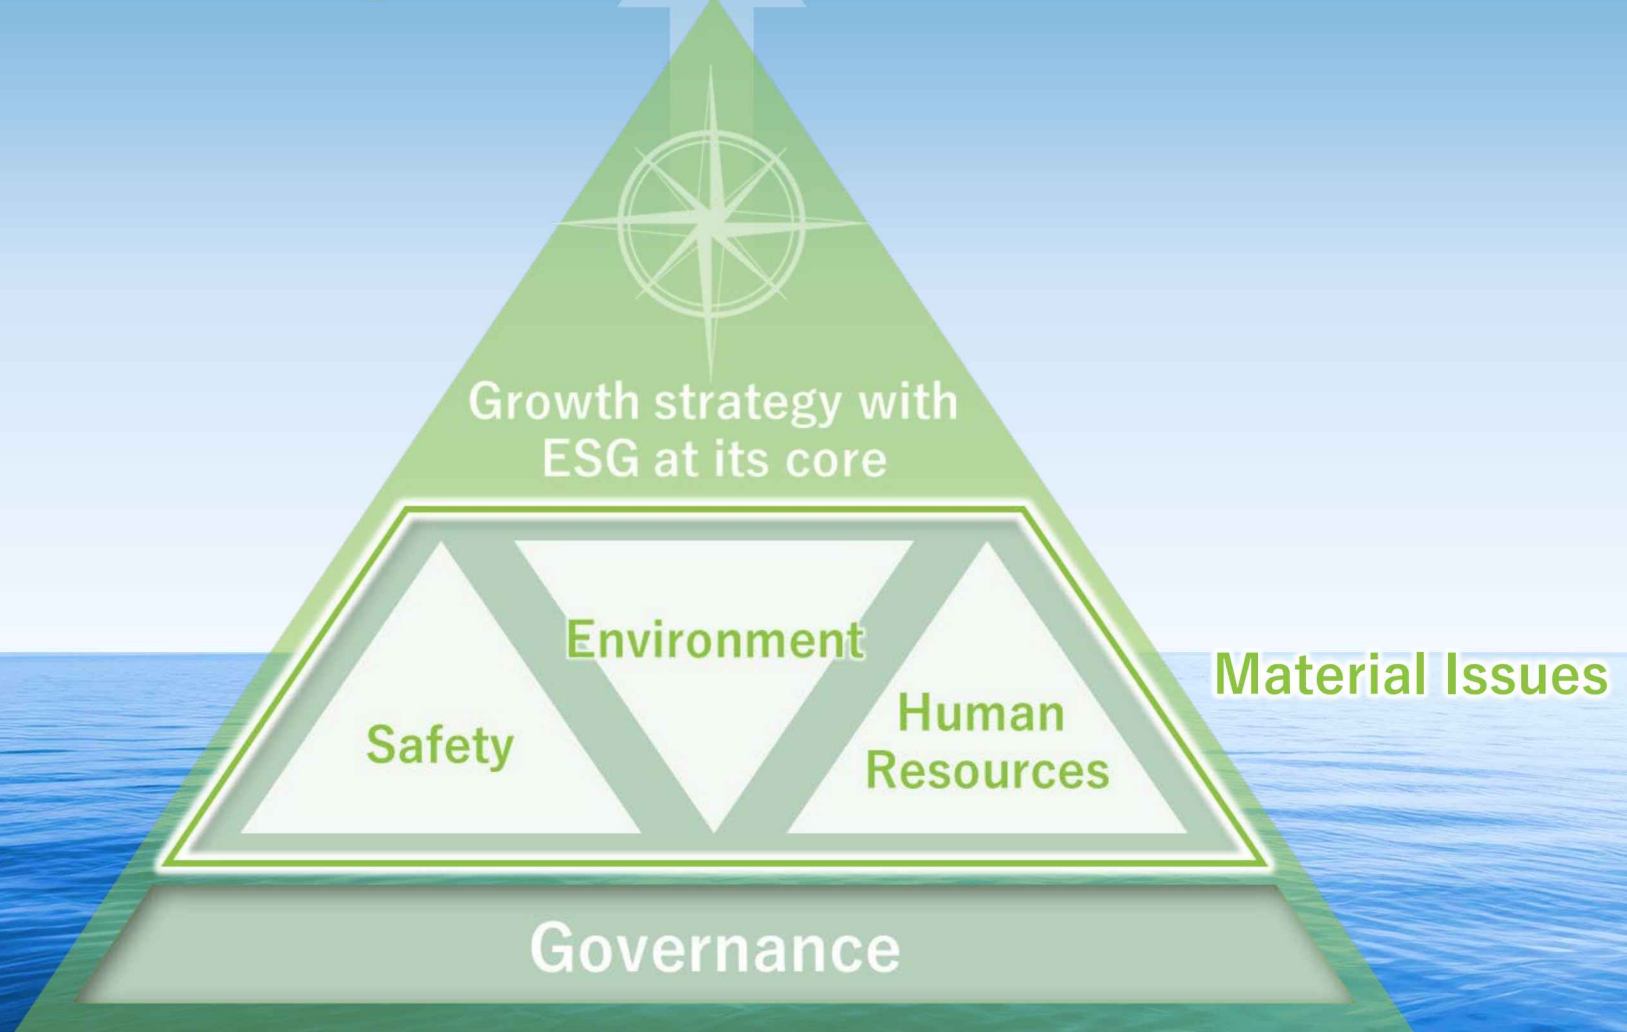 Growth strategy with
ESG at its core
Environment
Safety
Human
Resources
Material Issues
Governance